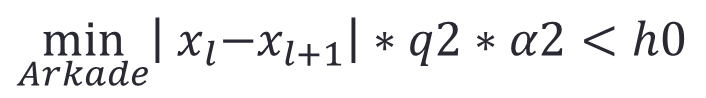 min | x_l−x_{l+1}| ∗ q2 ∗ α2 < h0
Arkade